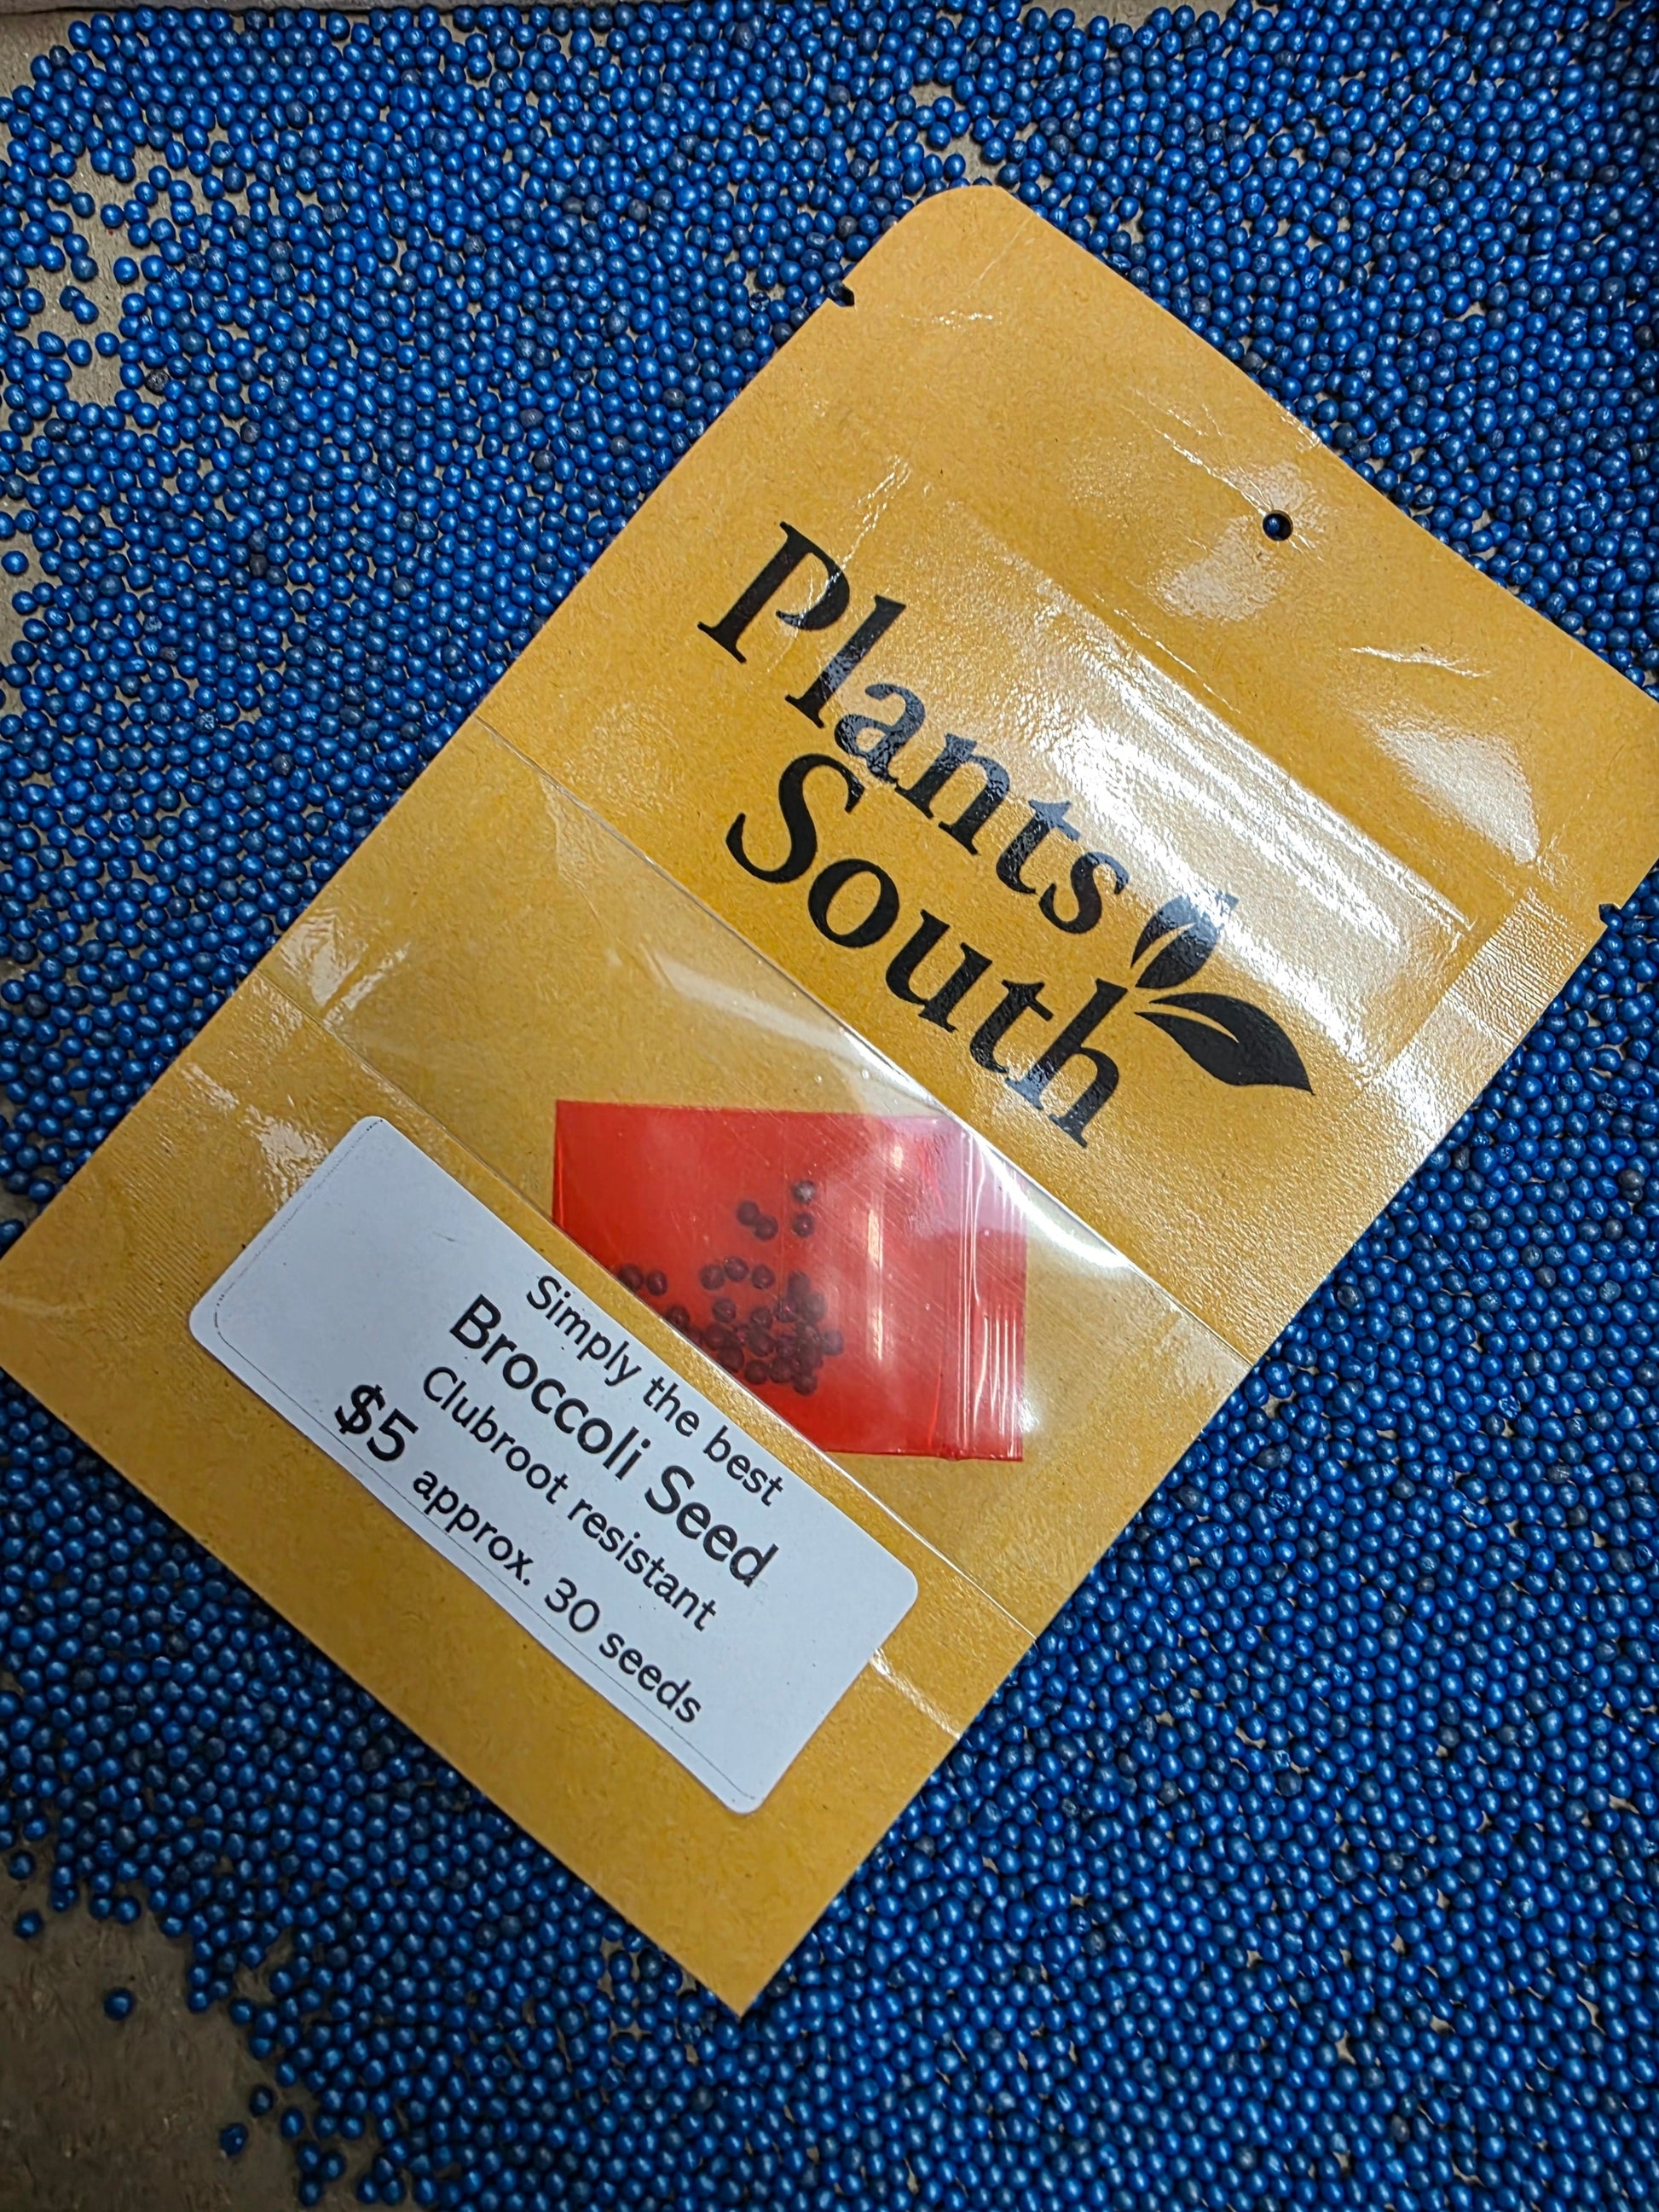 Plants
South
Simply the best
Broccoli Seed
Clubroot resistant
$5 approx. 30 seeds